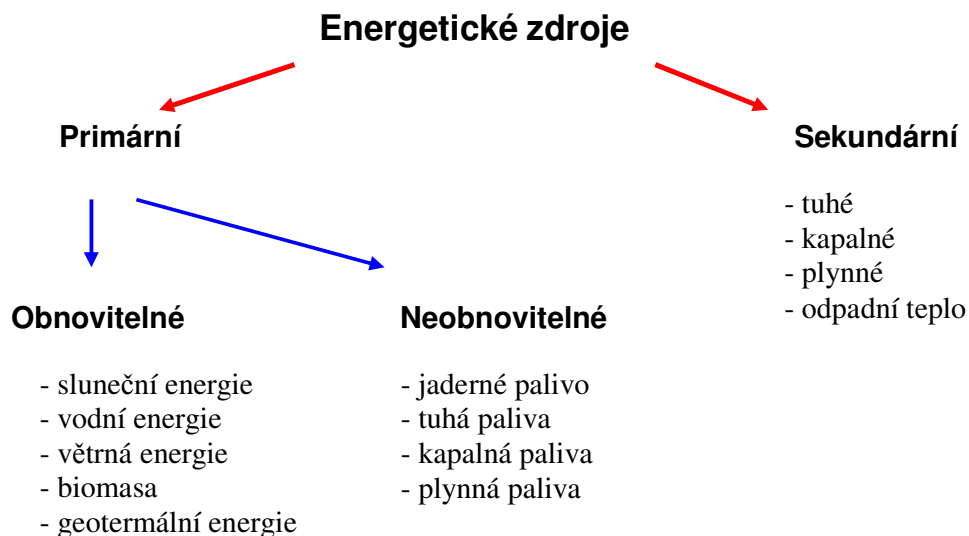 Energetické zdroje
Primární
Sekundární
- tuhé
- kapalné
- plynné
- odpadní teplo
Obnovitelné
Neobnovitelné
- sluneční energie
- vodní energie
- větrná energie
- biomasa
- geotermální energie
- jaderné palivo
- tuhá paliva
- kapalná paliva
- plynná paliva